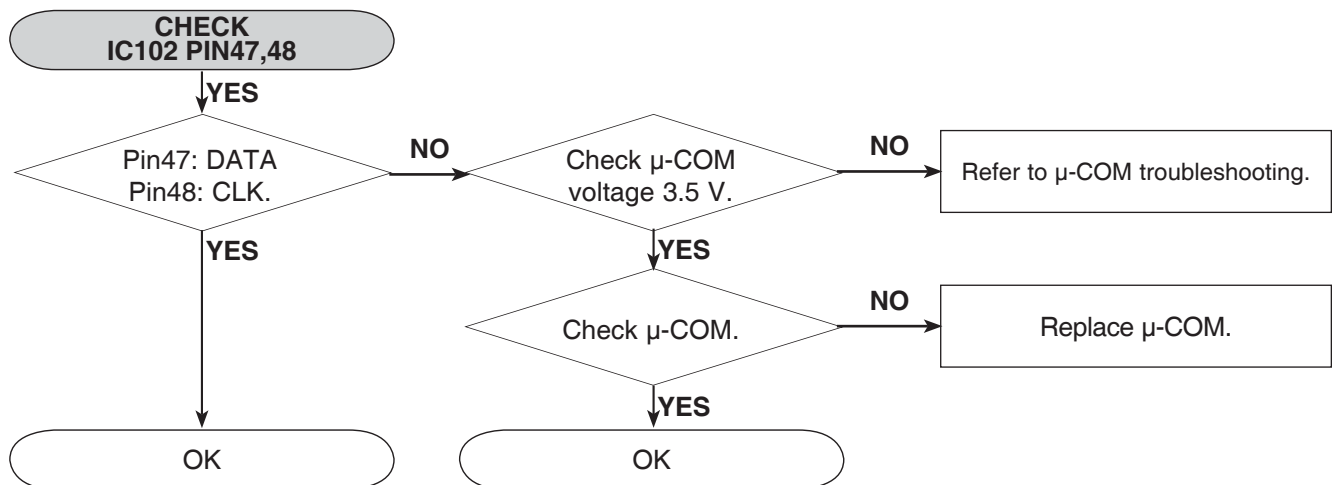 CHECK
IC102 PIN47,48
YES
Pin47: DATA
Pin48: CLK.
NO
Check μ-COM
voltage 3.5 V.
NO
Refer to μ-COM troubleshooting.
YES
YES
Check μ-COM.
NO
Replace μ-COM.
YES
OK
OK